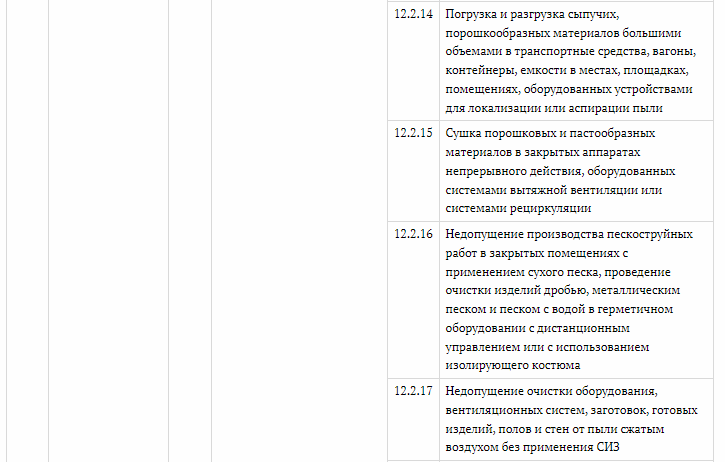 12.2.14 Погрузка и разгрузка сыпучих,
порошкообразных материалов большими
объемами в транспортные средства, вагоны,
контейнеры, емкости в местах, площадках,
помещениях, оборудованных устройствами
для локализации или аспирации пыли
12.2.15 Сушка порошковых и пастообразных
материалов в закрытых аппаратах
непрерывного действия, оборудованных
системами вытяжной вентиляции или
системами рециркуляции
12.2.16 Недопущение производства пескоструйных
работ в закрытых помещениях с
применением сухого песка, проведение
очистки изделий дробью, металлическим
песком и песком с водой в герметичном
оборудовании с дистанционным
управлением или с использованием
изолирующего костюма
12.2.17 Недопущение очистки оборудования,
вентиляционных систем, заготовок, готовых
изделий, полов и стен от пыли сжатым
воздухом без применения СИЗ